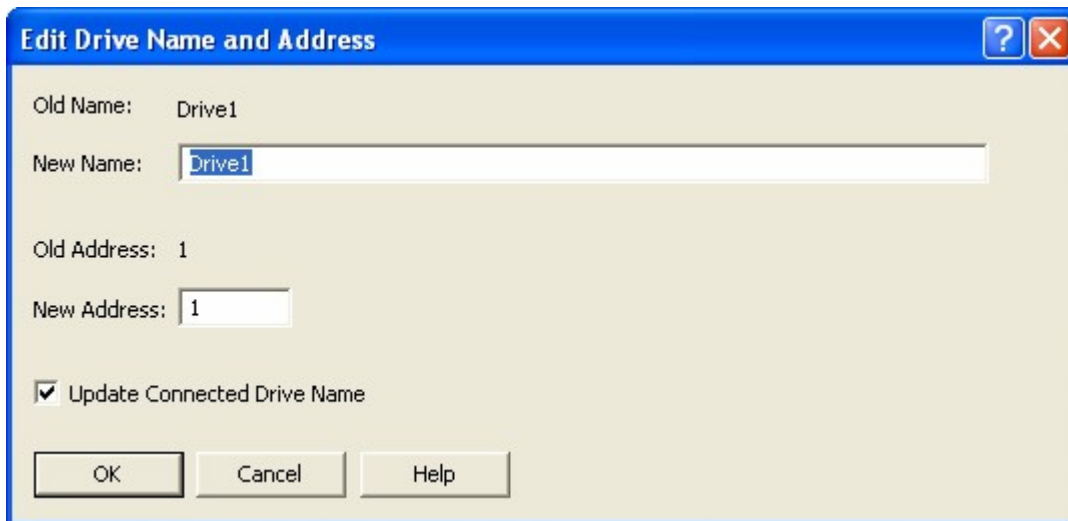 Edit Drive Name and Address
Old Name: Drive1
New Name: Drive1
Old Address: 1
New Address: 1
Update Connected Drive Name
OK Cancel Help